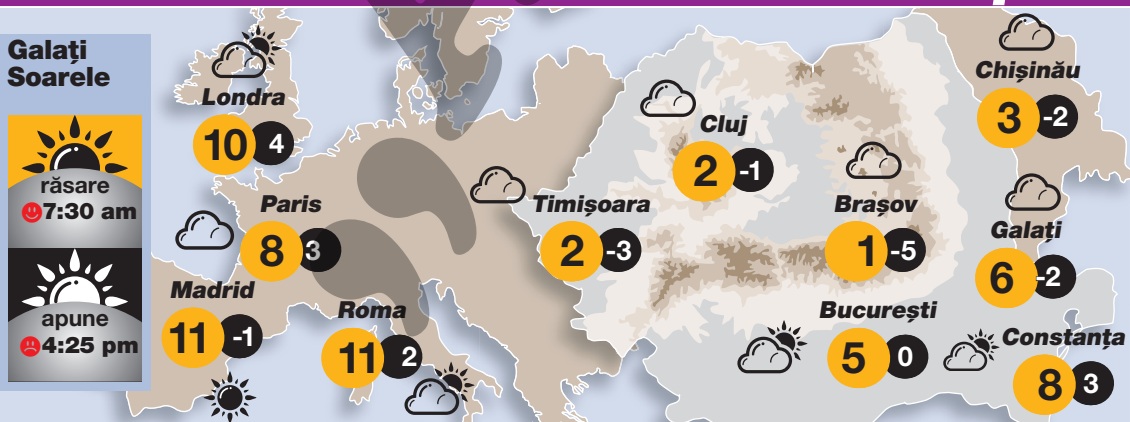 Galați
Soarele
răsare
7:30 am
apune
4:25 pm
Londra
10 4
Paris
8 3
Madrid
11 -1
Roma
11 2
Timișoara
2 -3
Cluj
2 -1
Brașov
1 -5
București
5 0
Chișinău
3 -2
Galați
6 -2
Constanța
8 3